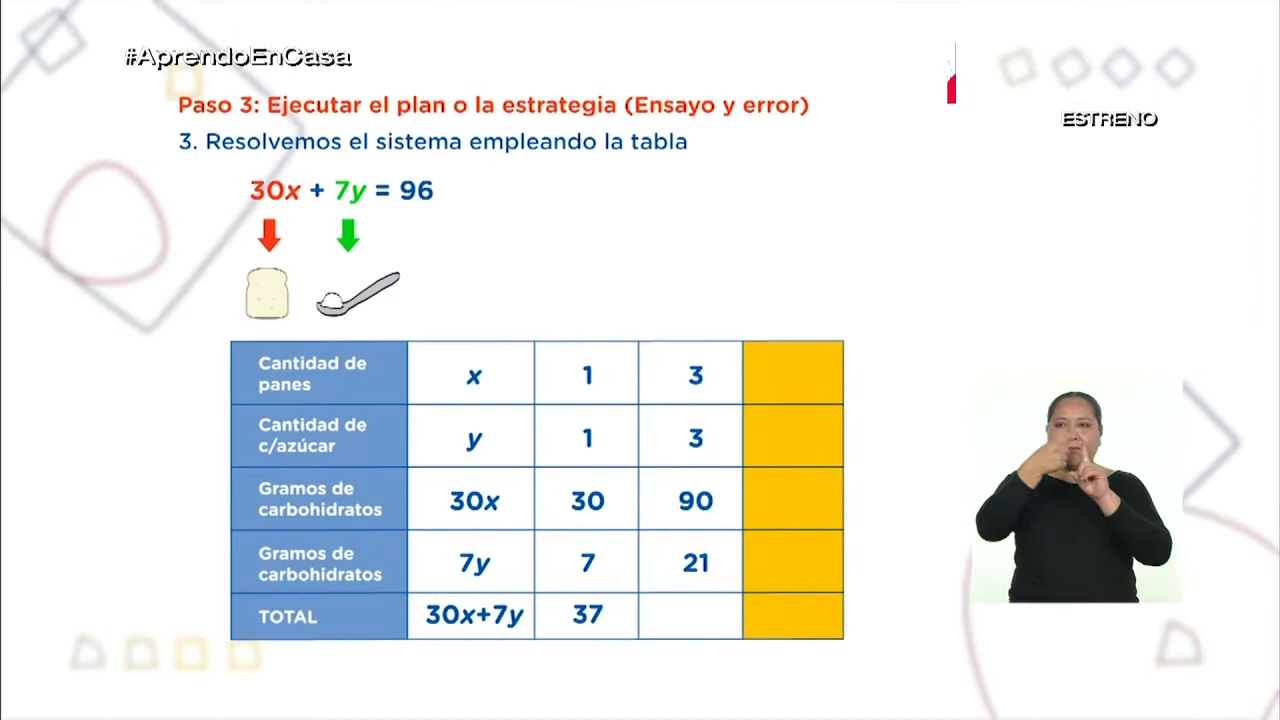 #AprendoEnCasa
ESTRENO
Paso 3: Ejecutar el plan o la estrategia (Ensayo y error)
3. Resolvemos el sistema empleando la tabla
30x + 7y = 96
Cantidad de
panes
x
1
3
Cantidad de
c/azúcar
y
1
3
Gramos de
carbohidratos
30x
30
90
Gramos de
carbohidratos
7y
7
21
TOTAL
30x+7y
37